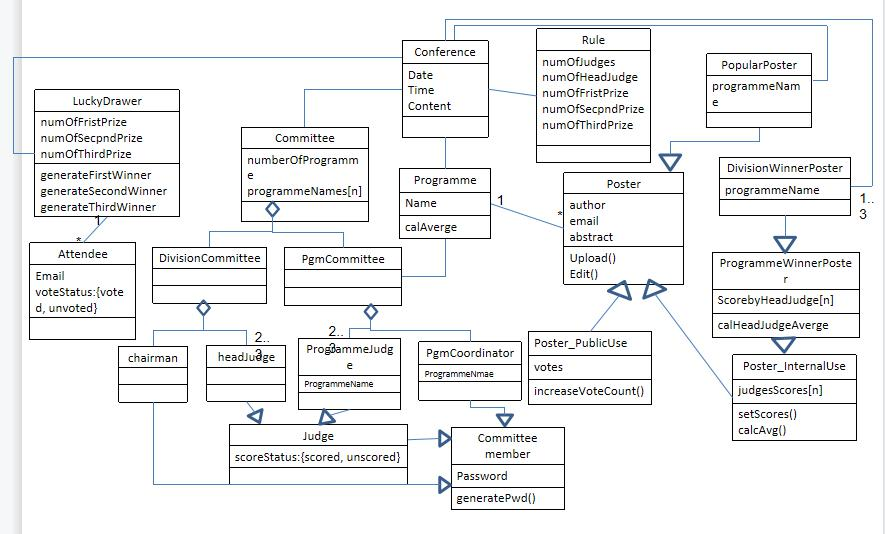 Conference
Date
Time
Content
Rule
numOfJudges
numOfHeadJudge
numOfFristPrize
numOfSecpndPrize
numOfThirdPrize
PopularPoster
programmeNam
e
LuckyDrawer
numOfFristPrize
numOfSecpndPrize
numOfThirdPrize
generateFirstWinner
generateSecondWinner
generateThirdWinner
1
*
Attendee
Email
voteStatus:{vote
d, unvoted}
Committee
numberOfProgramm
e
programmeNames[n]
Programme
Name
calAverge
1
*
Poster
author
email
abstract
Upload()
Edit()
DivisionWinnerPoster
programmeName
1..
3
DivisionCommittee
PgmCommittee
ProgrammeWinnerPoste
r
ScorebyHeadJudge[n]
calHeadJudgeAverge
chairman
2..
3
headJudge
2..
3
ProgrammeJudg
e
ProgrammeName
PgmCoordinator
ProgrammeNmae
Poster_PublicUse
votes
increaseVoteCount()
Poster_InternalUse
judgesScores[n]
setScores()
calcAvg()
Judge
scoreStatus:{scored, unscored}
Committee
member
Password
generatePwd()